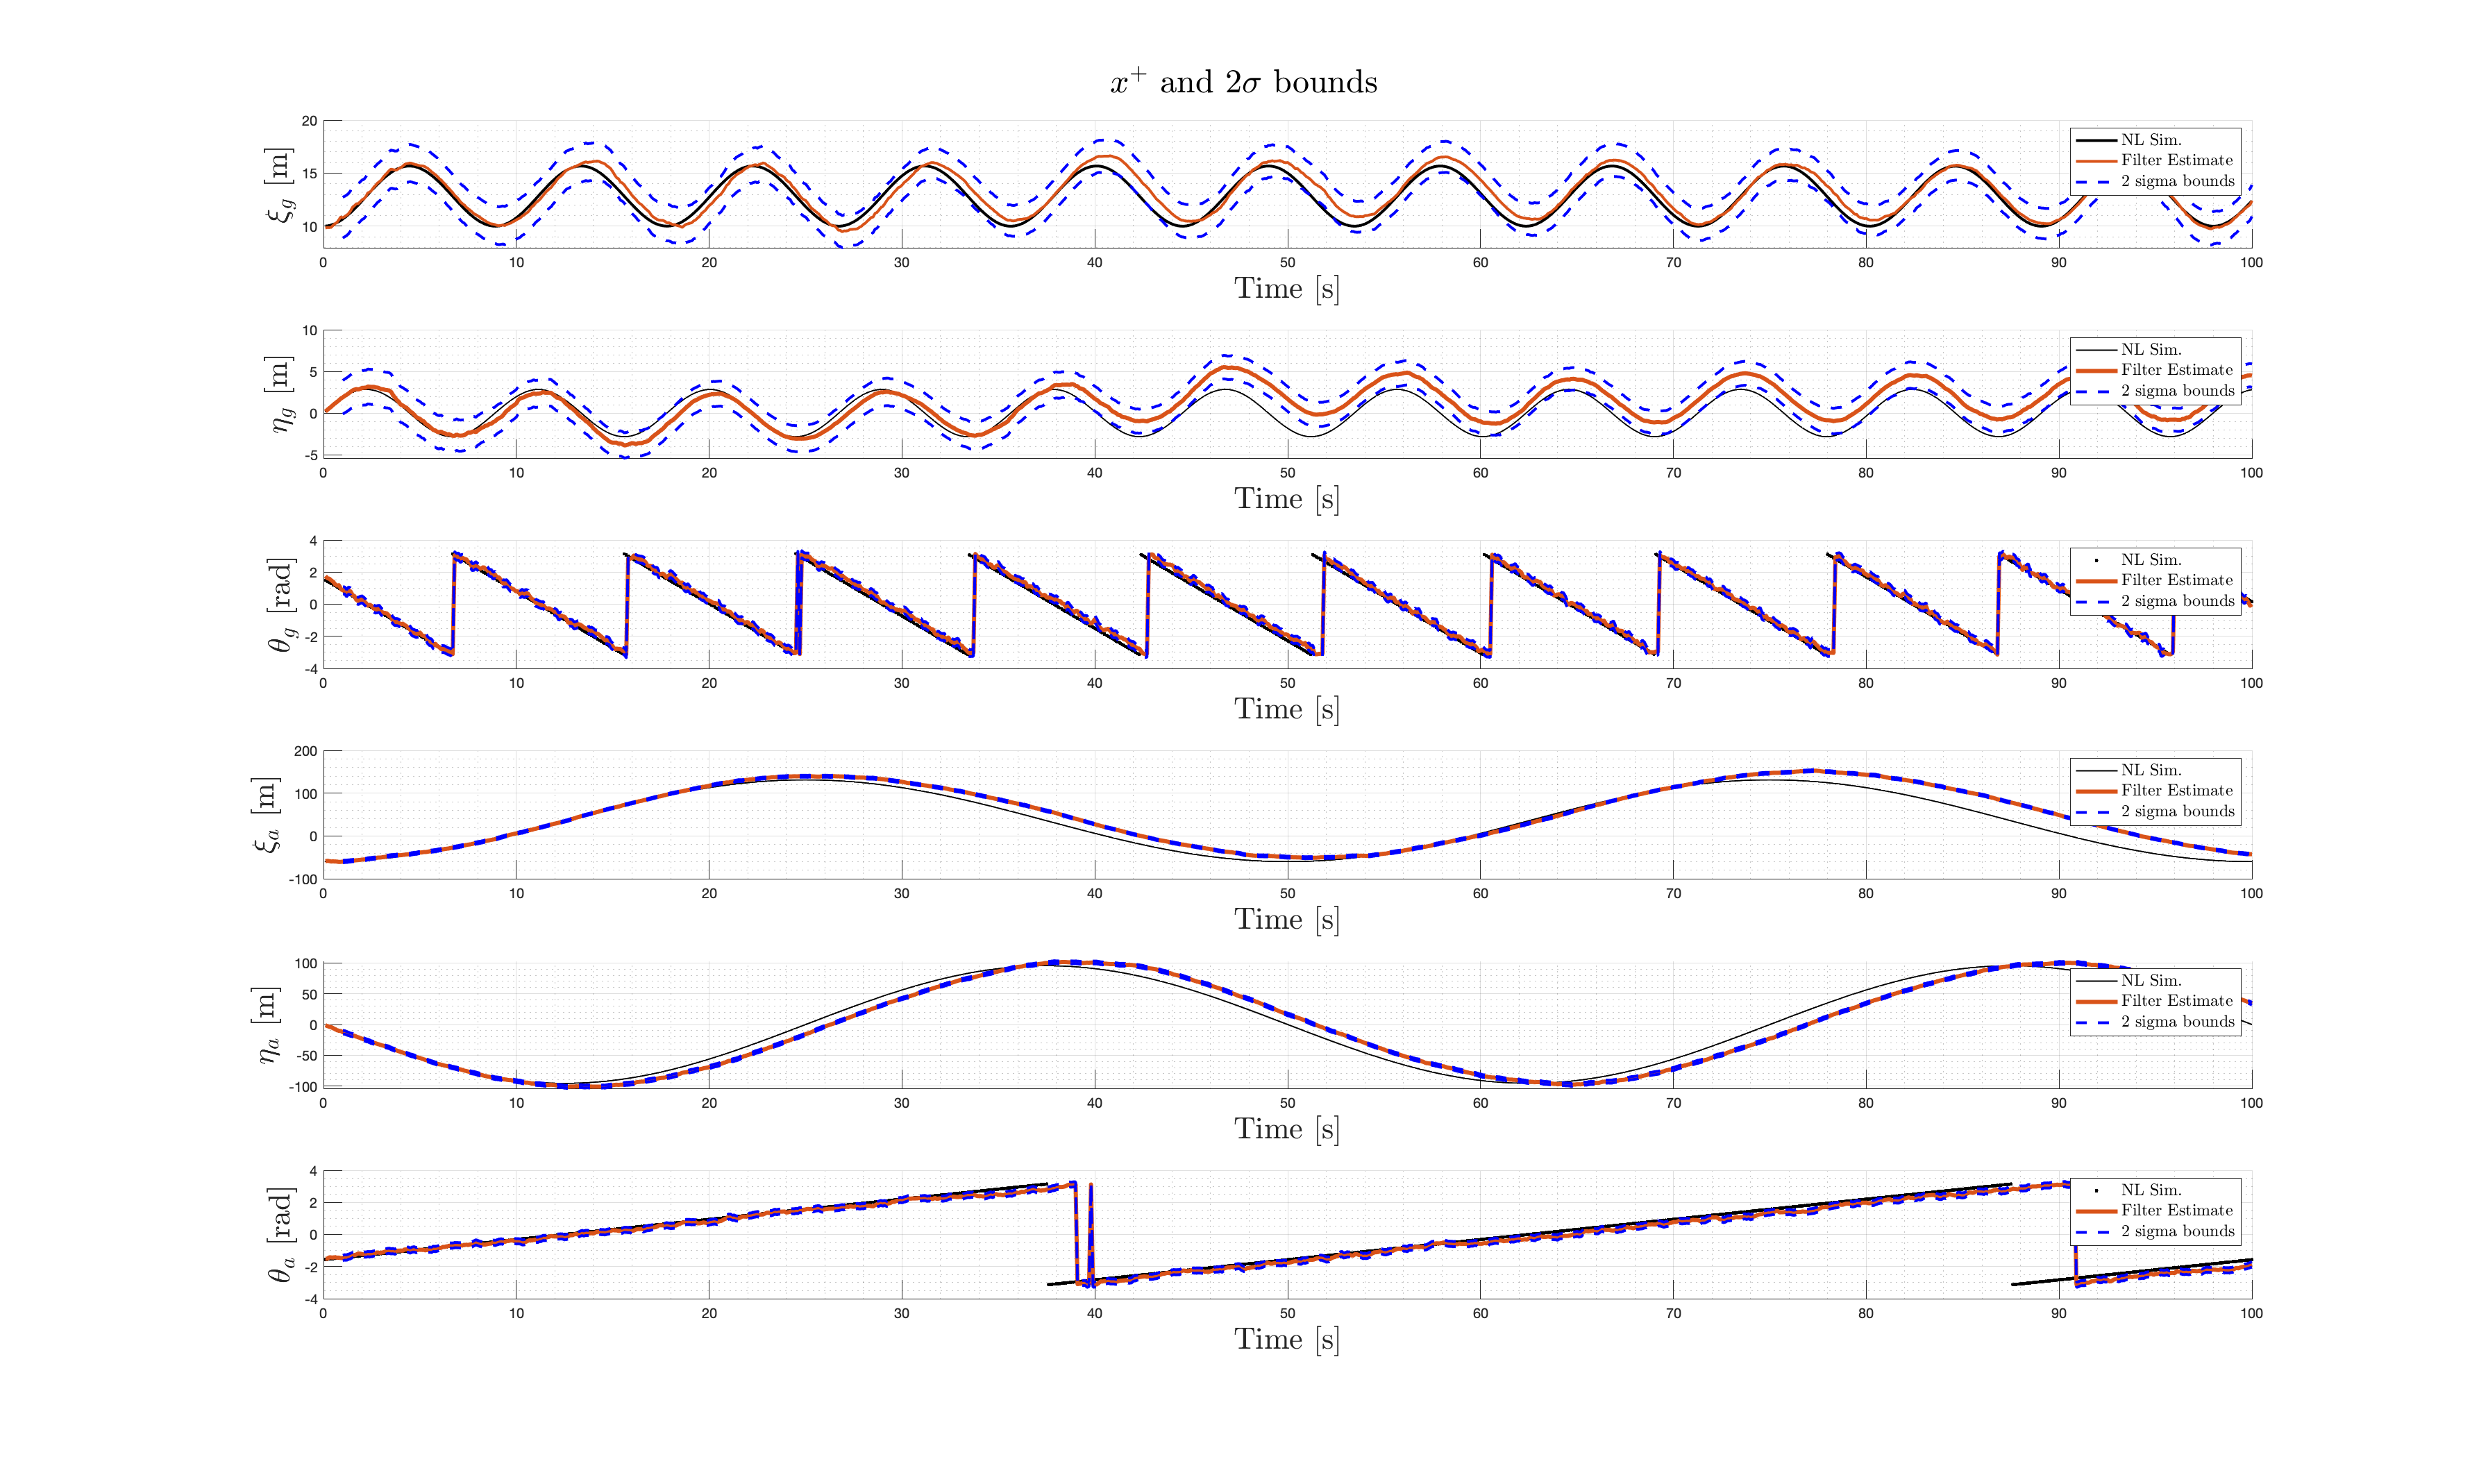 x⁺ and 2σ bounds
ξg [m]
20
15
10
NL Sim.
Filter Estimate
2 sigma bounds
0 10 20 30 40 50 60 70 80 90 100
Time [s]
ηg [m]
10
5
0
-5
NL Sim.
Filter Estimate
2 sigma bounds
0 10 20 30 40 50 60 70 80 90 100
Time [s]
θg [rad]
4
2
0
-2
-4
NL Sim.
Filter Estimate
2 sigma bounds
0 10 20 30 40 50 60 70 80 90 100
Time [s]
ξa [m]
200
100
0
-100
NL Sim.
Filter Estimate
2 sigma bounds
0 10 20 30 40 50 60 70 80 90 100
Time [s]
ηa [m]
100
50
0
-50
-100
NL Sim.
Filter Estimate
2 sigma bounds
0 10 20 30 40 50 60 70 80 90 100
Time [s]
θa [rad]
4
2
0
-2
-4
NL Sim.
Filter Estimate
2 sigma bounds
0 10 20 30 40 50 60 70 80 90 100
Time [s]